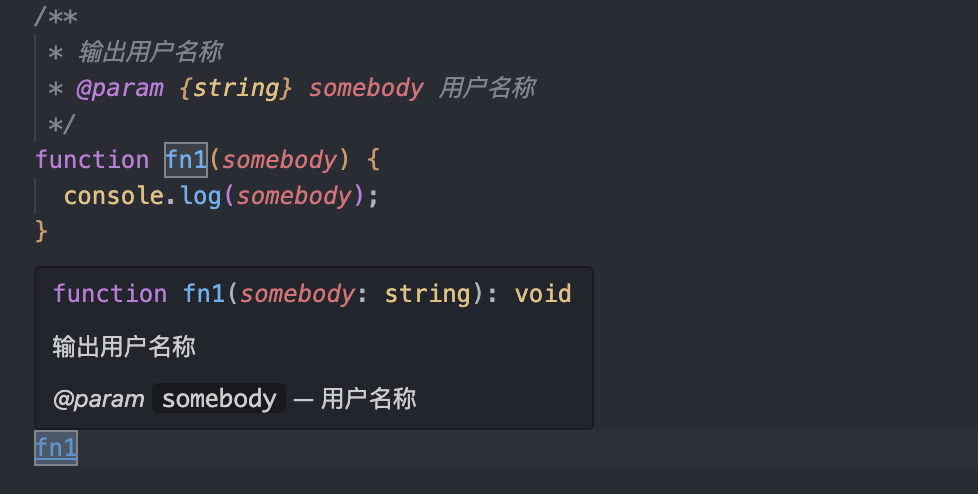 /**
 * 输出用户名称
 * @param {string} somebody 用户名称
 */
function fn1(somebody) {
  console.log(somebody);
}
function fn1(somebody: string): void
输出用户名称
@param somebody — 用户名称
fn1